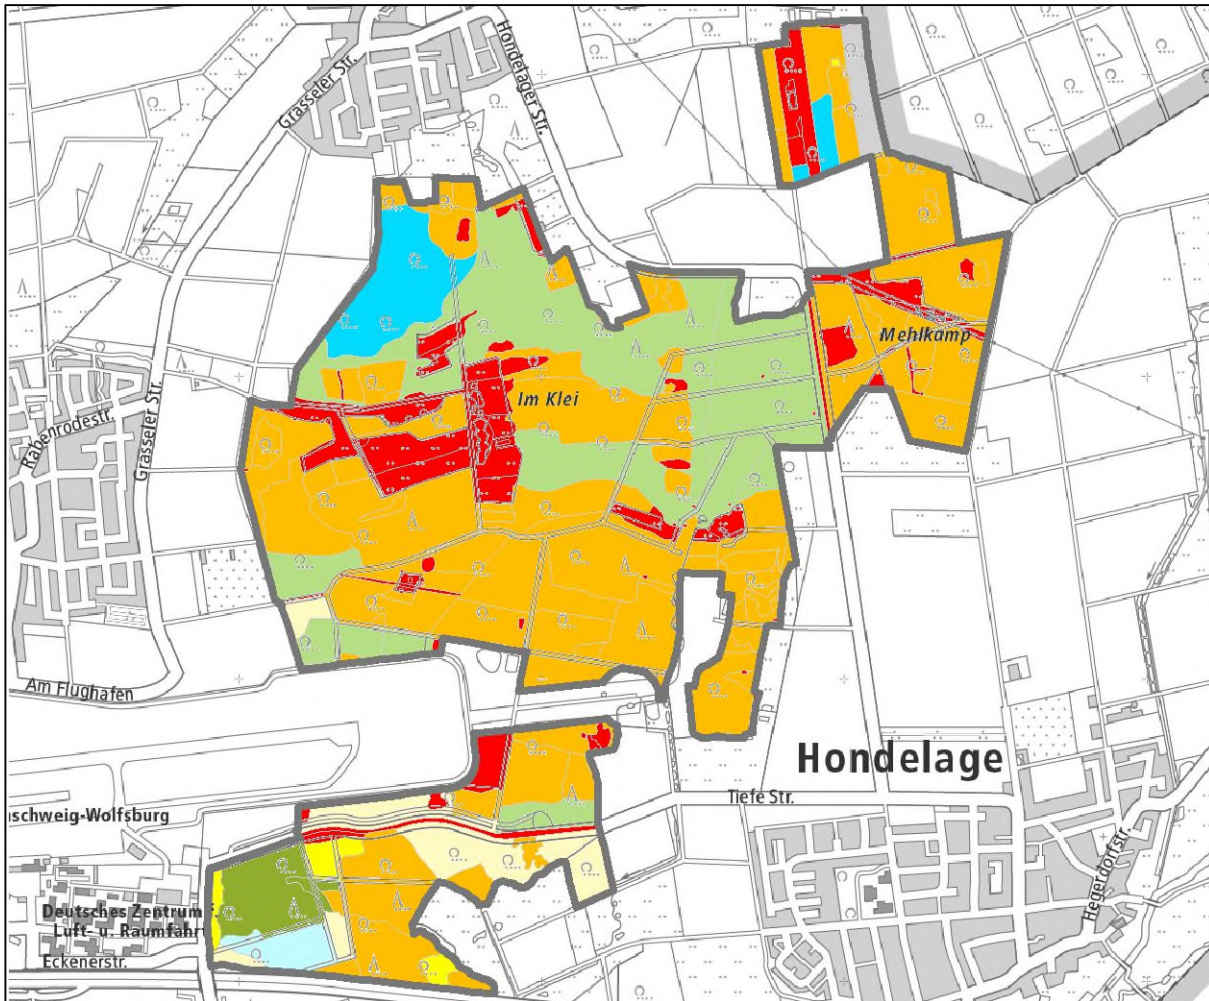 Hondelager Str.
Grasseler Str.
Mehlkamp
Im Klei
Rabenrodestr.
Grasseler Str.
Am Flughafen
Hondelage
Tiefe Str.
schweig-Wolfsburg
Deutsches Zentrum f.
Luft- u. Raumfahrt
Eckenerstr.
Hegerdorfstr.